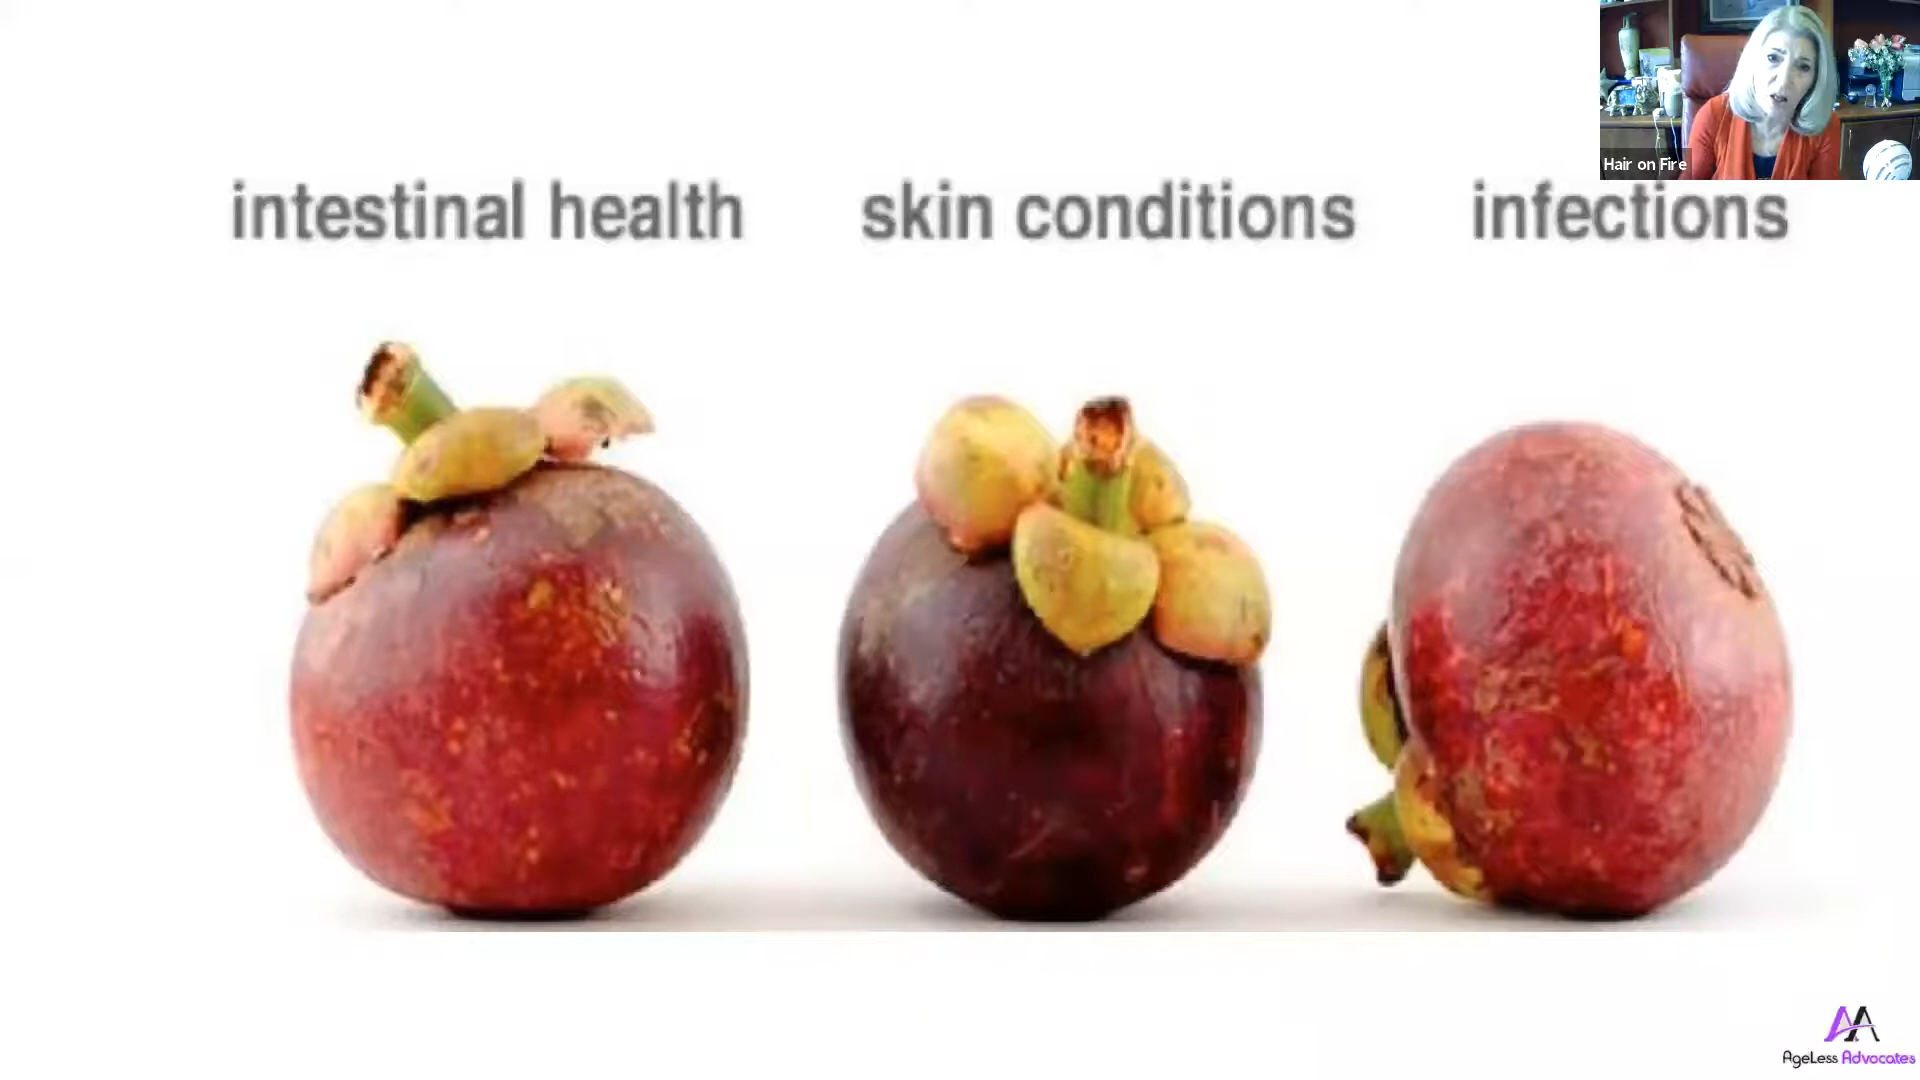 Hair on Fire
intestinal health
skin conditions
infections
AgeLess Advocates